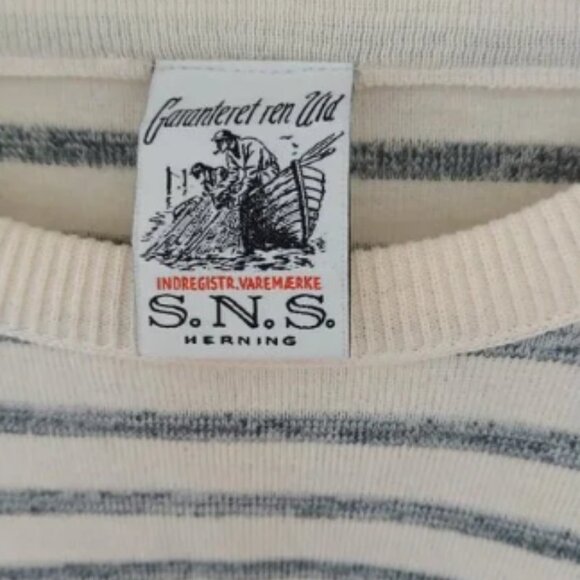 Garanteret ren Uld
INDREGISTR. VAREMÆRKE
S.N.S.
HERNING